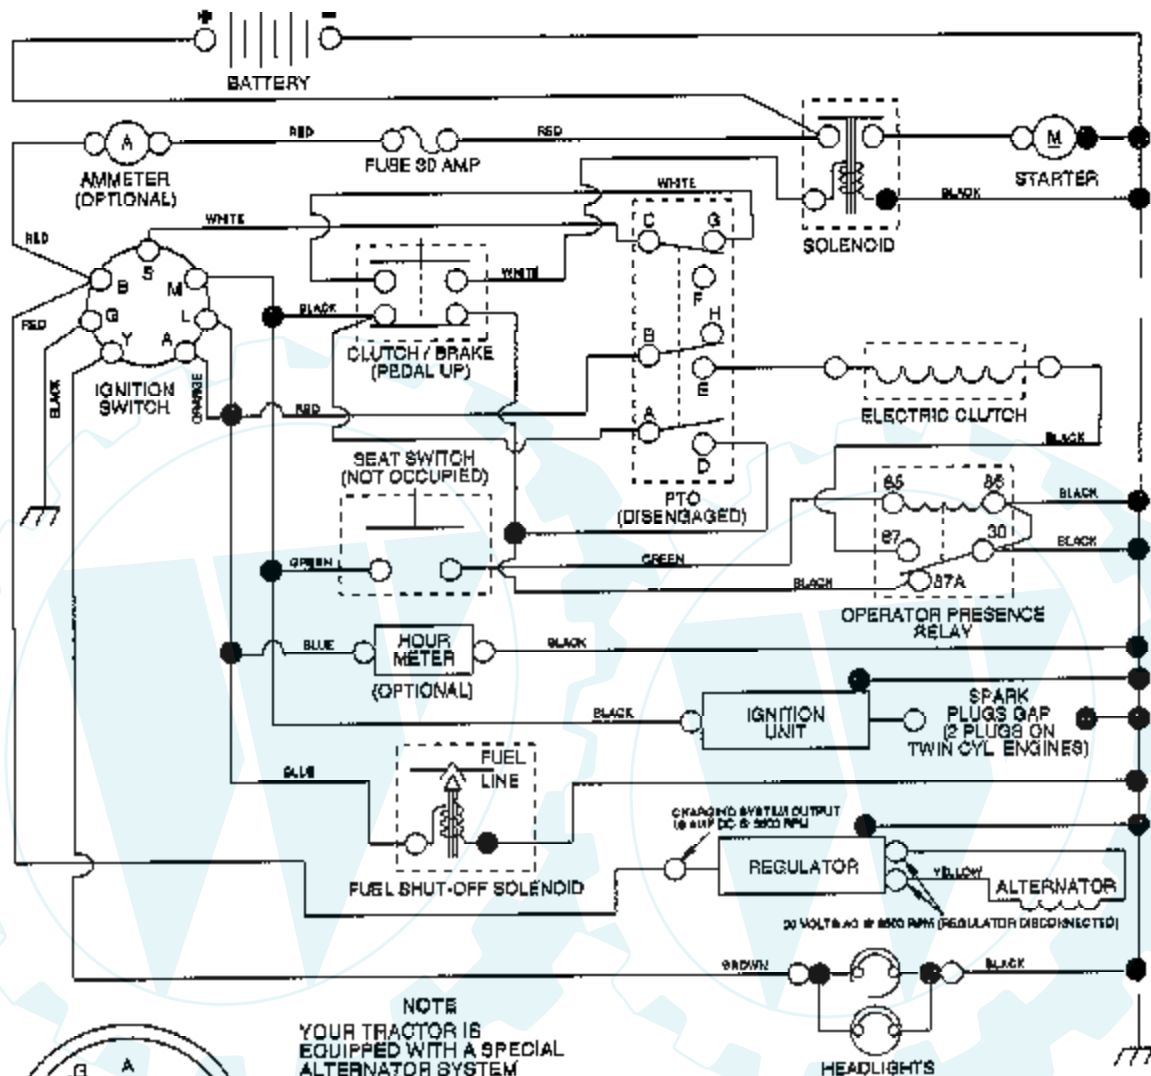 + −
BATTERY
RED
RED
A
M
FUSE 30 AMP
AMMETER
(OPTIONAL)
STARTER
WHITE
BLACK
WHITE
C G
SOLENOID
RED
S
B M
WHITE
F
RED
G L
BLACK
H
Y A
B
CLUTCH / BRAKE
(PEDAL UP)
E
BLACK
IGNITION
SWITCH
ORANGE
RED
A
ELECTRIC CLUTCH
BLACK
SEAT SWITCH
(NOT OCCUPIED)
D
85 86
BLACK
PTO
(DISENGAGED)
87 30
BLACK
GREEN
GREEN
BLACK
87A
OPERATOR PRESENCE
RELAY
BLUE
HOUR
METER
BLACK
(OPTIONAL)
BLACK
IGNITION
UNIT
SPARK
PLUGS GAP
(2 PLUGS ON
TWIN CYL. ENGINES)
BLUE
FUEL
LINE
CHARGING SYSTEM OUTPUT
REGULATOR
YELLOW
ALTERNATOR
FUEL SHUT-OFF SOLENOID
(REGULATOR DISCONNECTED)
BROWN
BLACK
NOTE
YOUR TRACTOR IS
EQUIPPED WITH A SPECIAL
ALTERNATOR SYSTEM
HEADLIGHTS
G A